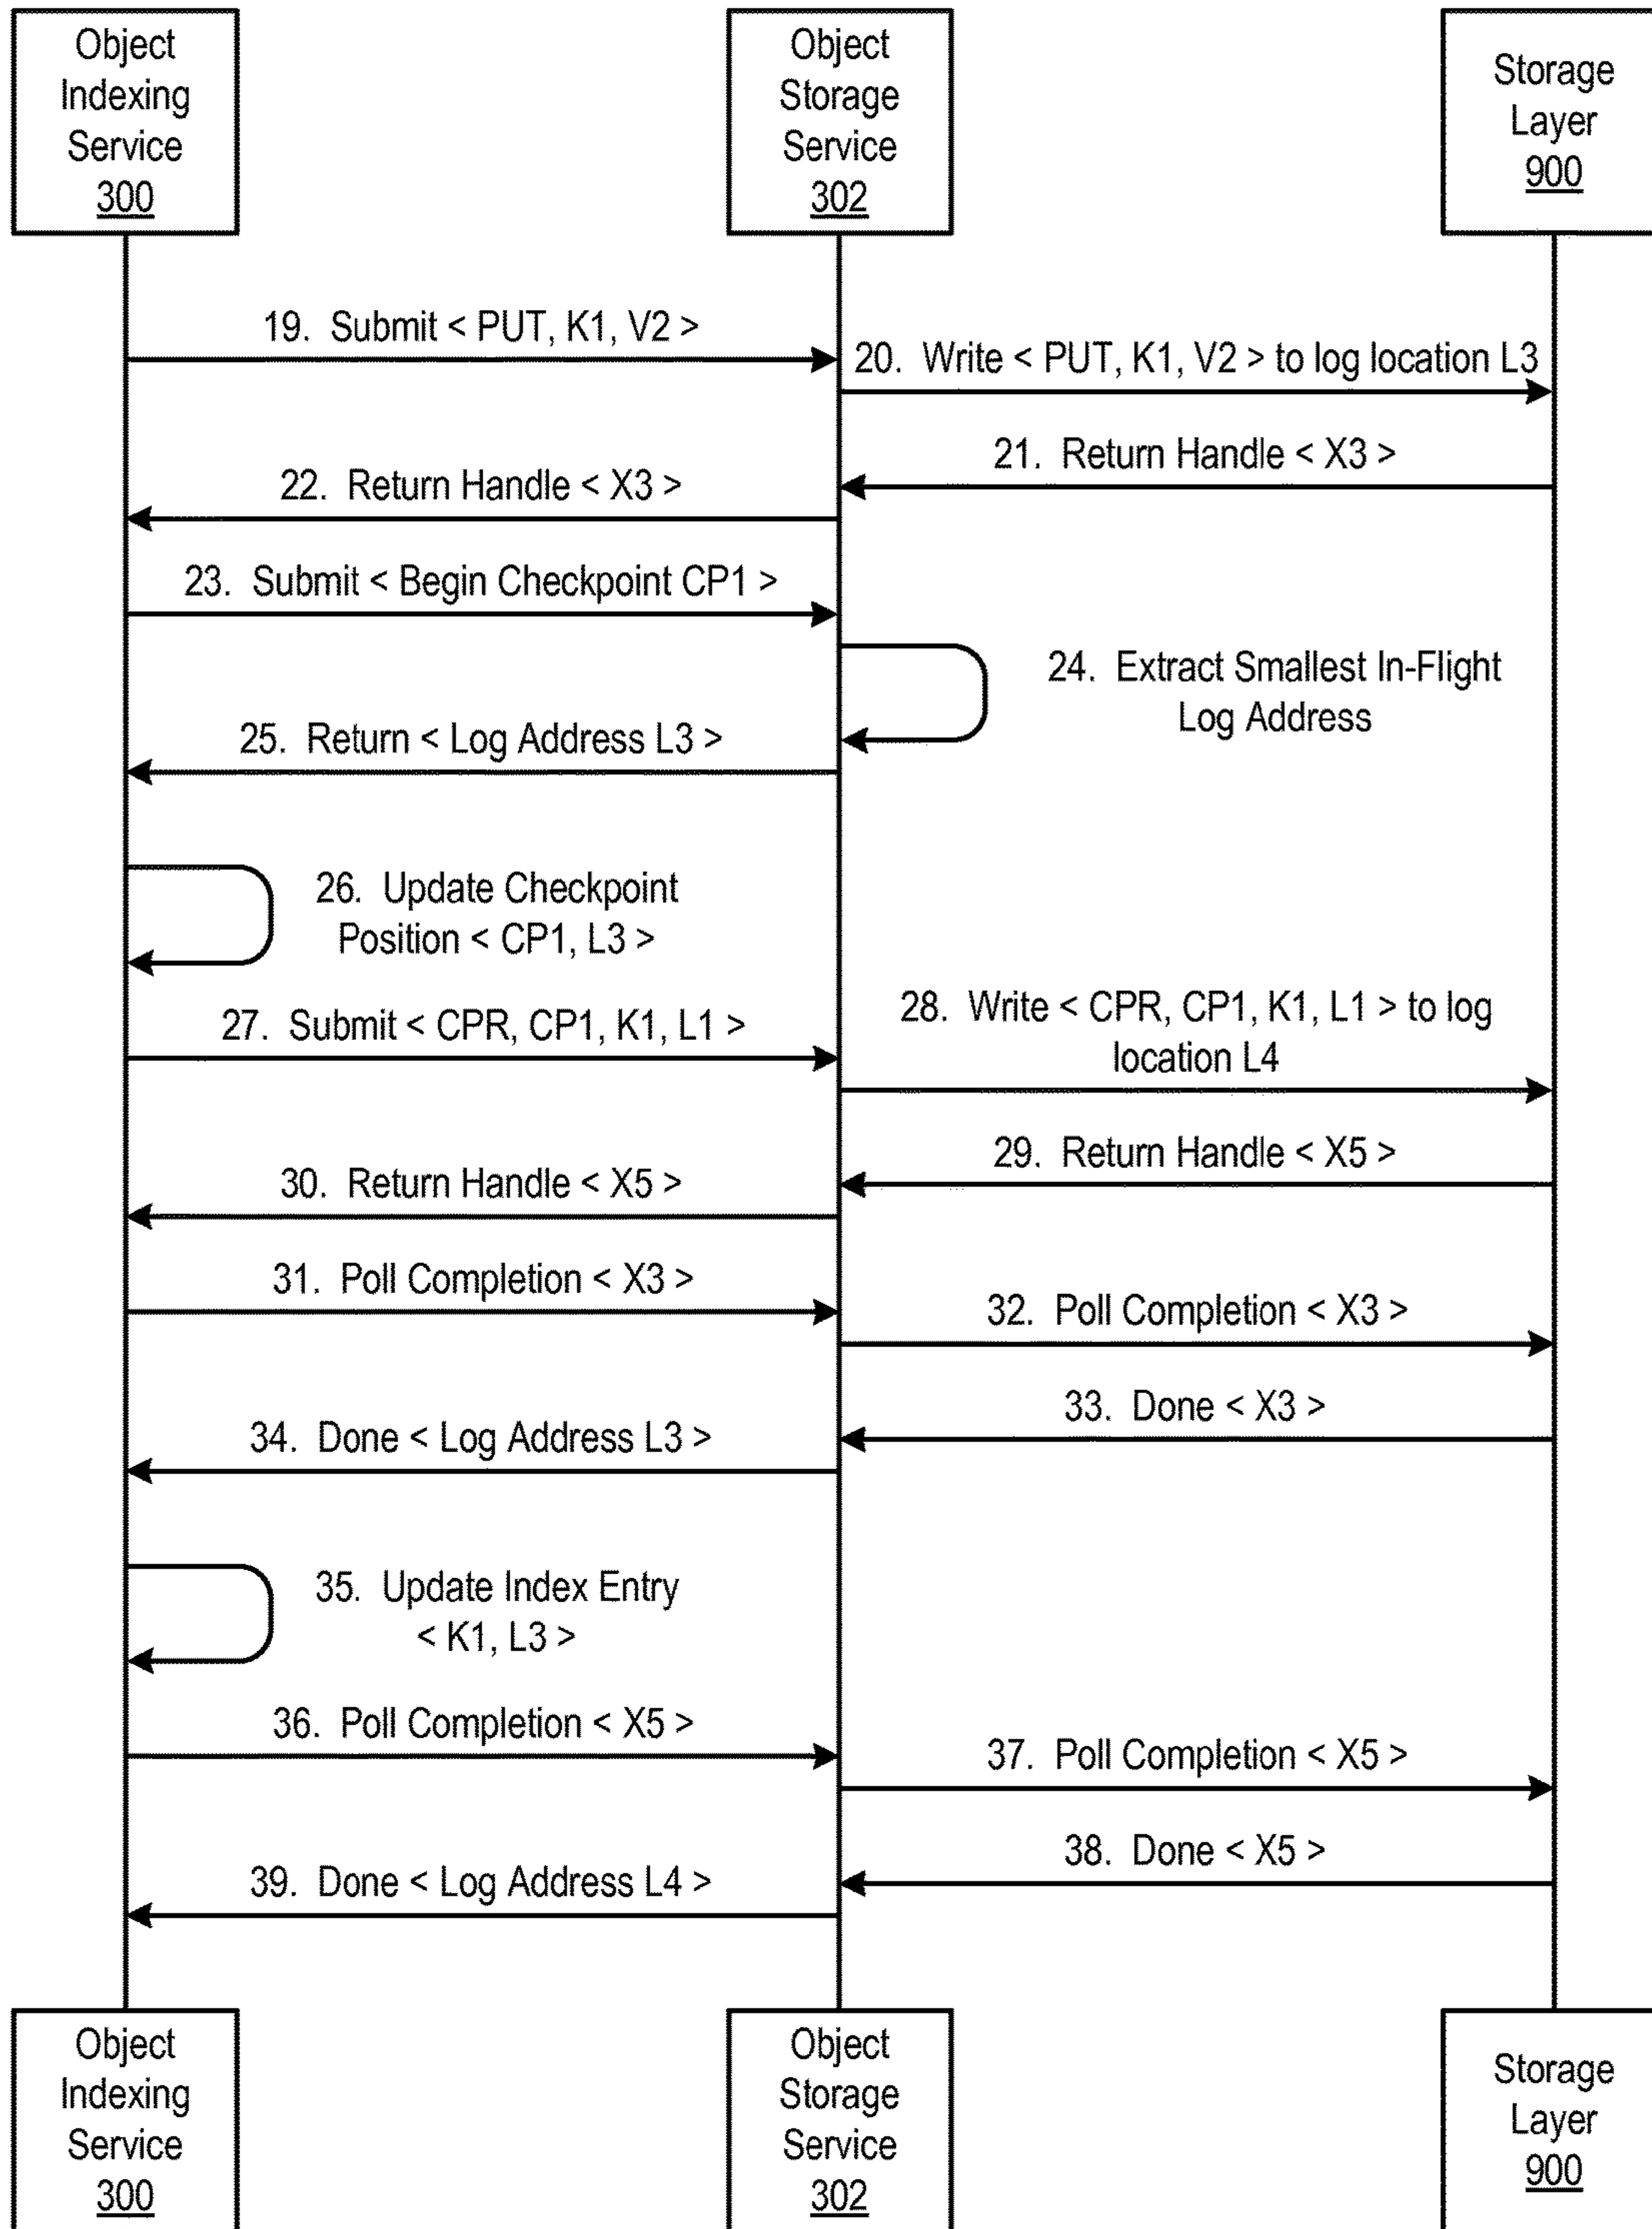 Object
Indexing
Service
300
Object
Storage
Service
302
Storage
Layer
900
19. Submit < PUT, K1, V2 >
20. Write < PUT, K1, V2 > to log location L3
21. Return Handle < X3 >
22. Return Handle < X3 >
23. Submit < Begin Checkpoint CP1 >
24. Extract Smallest In-Flight
Log Address
25. Return < Log Address L3 >
26. Update Checkpoint
Position < CP1, L3 >
27. Submit < CPR, CP1, K1, L1 >
28. Write < CPR, CP1, K1, L1 > to log
location L4
29. Return Handle < X5 >
30. Return Handle < X5 >
31. Poll Completion < X3 >
32. Poll Completion < X3 >
33. Done < X3 >
34. Done < Log Address L3 >
35. Update Index Entry
< K1, L3 >
36. Poll Completion < X5 >
37. Poll Completion < X5 >
38. Done < X5 >
39. Done < Log Address L4 >
Object
Indexing
Service
300
Object
Storage
Service
302
Storage
Layer
900